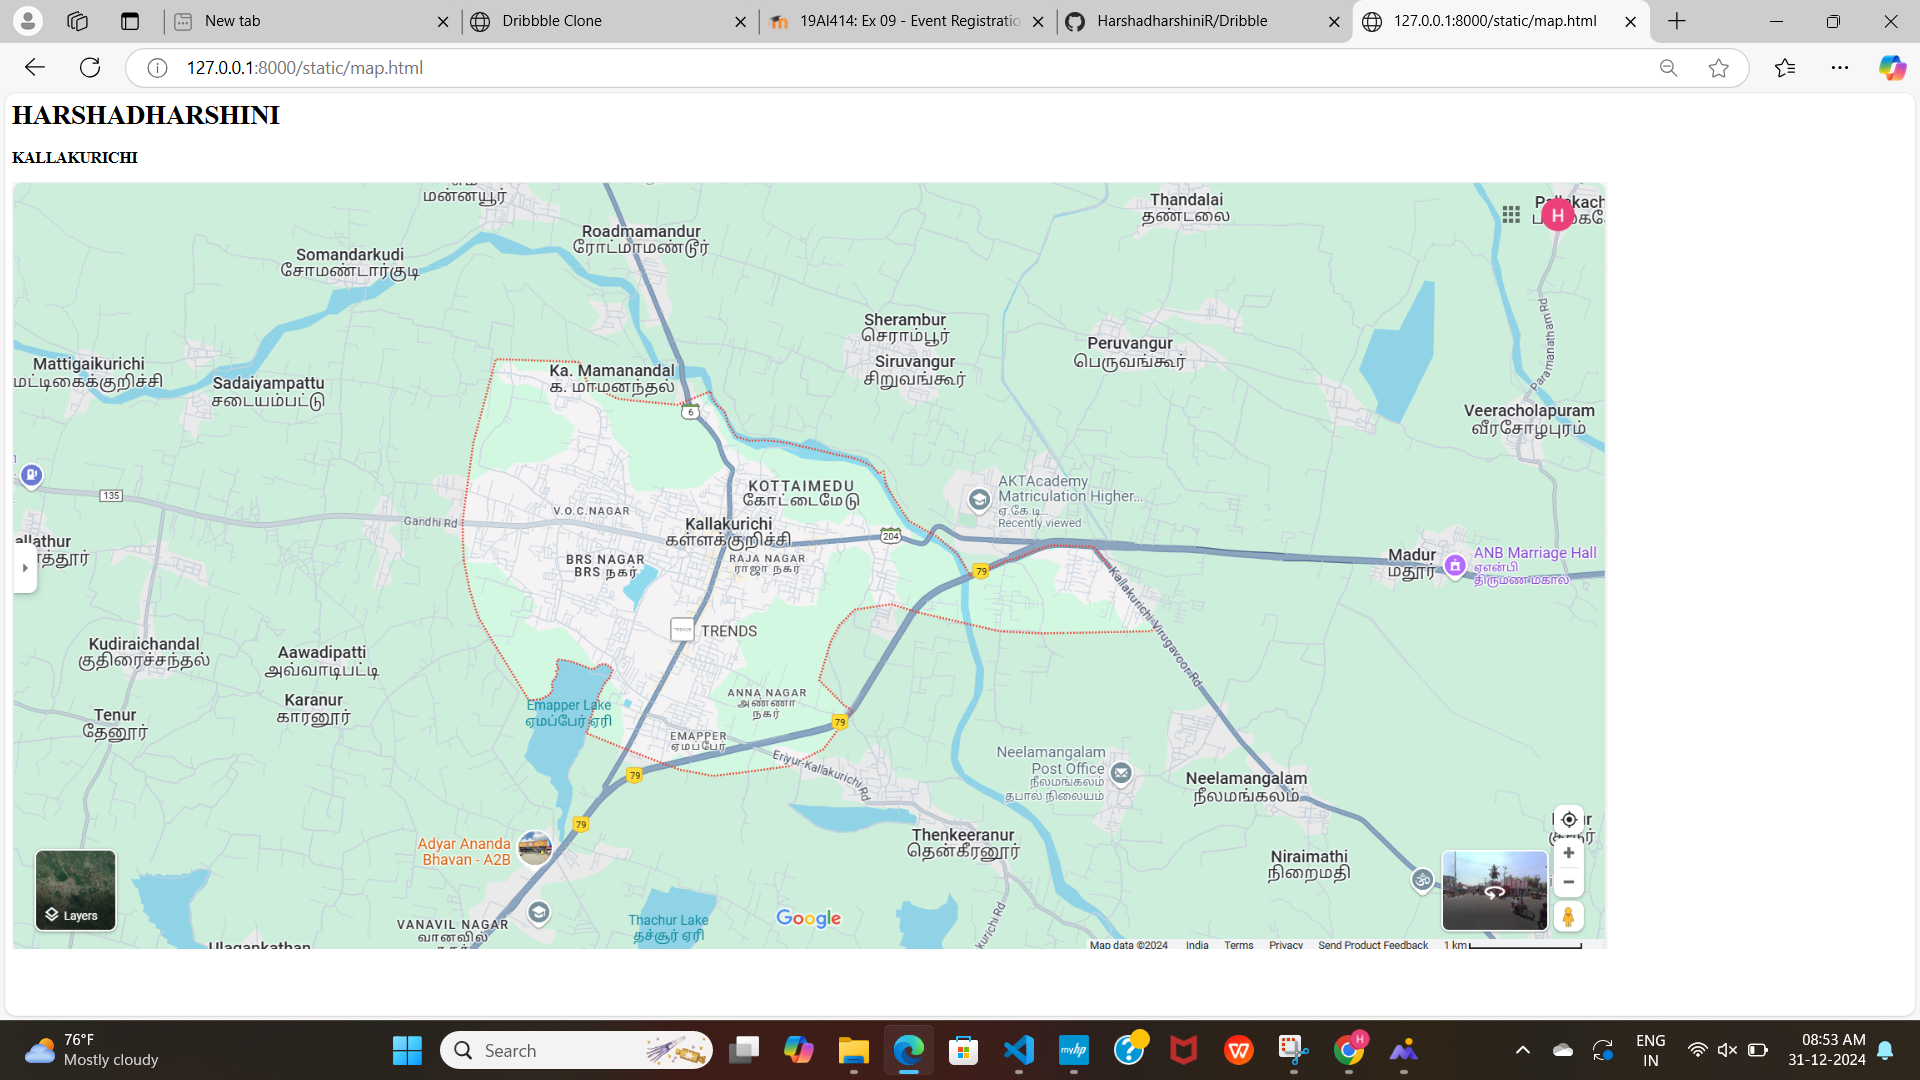 New tab
Dribbble Clone
19AI414: Ex 09 - Event Registratio
HarshadharshiniR/Dribble
127.0.0.1:8000/static/map.html
127.0.0.1:8000/static/map.html
HARSHADHARSHINI
KALLAKURICHI
மன்னயூர்
Thandalai
தண்டலை
H
Roadmamandur
ரோட்மாமண்டூர்
Somandarkudi
சோமண்டார்குடி
Sherambur
செராம்பூர்
Siruvangur
சிறுவங்கூர்
Peruvangur
பெருவங்கூர்
Paramanatham Rd
Mattigaikurichi
மட்டிகைக்குறிச்சி
Sadaiyampattu
சடையம்பட்டு
Ka. Mamanandal
க. மாமனந்தல்
6
Veeracholapuram
வீரசோழபுரம்
135
Gandhi Rd
V.O.C.NAGAR
KOTTAIMEDU
கோட்டைமேடு
Kallakurichi
கள்ளக்குறிச்சி
AKTAcademy
Matriculation Higher...
ஏ.கே.டி...
Recently viewed
204
allathur
த்தூர்
BRS NAGAR
BRS நகர்
RAJA NAGAR
ராஜா நகர்
79
Kallakurichi-Virugavoor Rd
Madur
மதூர்
ANB Marriage Hall
ஏஎன்பி
திருமண மகால்
TRENDS
TRENDS
Kudiraichandal
குதிரைச்சந்தல்
Aawadipatti
அவ்வாடிபட்டி
Karanur
காரனூர்
Tenur
தேனூர்
Emapper Lake
ஏமப்பேர் ஏரி
ANNA NAGAR
அண்ணா
நகர்
79
EMAPPER
ஏமப்பேர்
79
Eriyur-Kallakurichi Rd
Neelamangalam
Post Office
நீலமங்கலம்
தபால் நிலையம்
Neelamangalam
நீலமங்கலம்
79
Adyar Ananda
Bhavan - A2B
Thenkeeranur
தென்கீரனூர்
Niraimathi
நிறைமதி
Layers
VANAVIL NAGAR
வானவில்
Thachur Lake
தச்சூர் ஏரி
Google
kurichi Rd
Ulagankathan
Map data ©2024 India Terms Privacy Send Product Feedback 1 km
76°F
Mostly cloudy
Search
myhp
H
ENG
IN
08:53 AM
31-12-2024